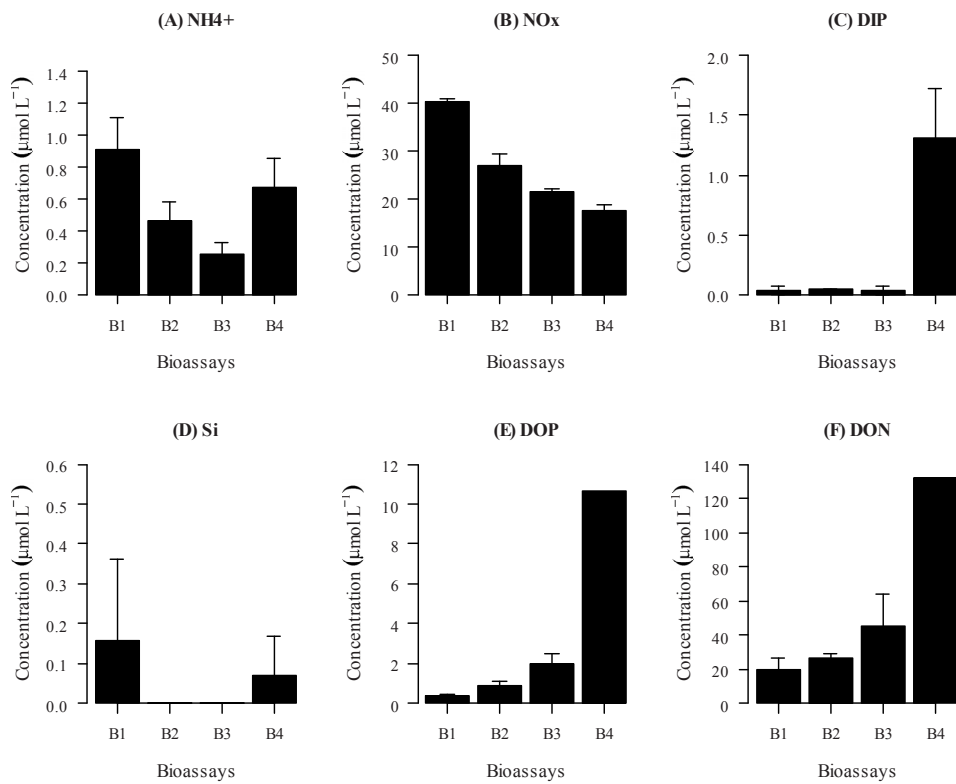 (A) NH4+
Concentration (μmol L⁻¹)
1.4
1.2
1.0
0.8
0.6
0.4
0.2
0.0
B1 B2 B3 B4
Bioassays
(B) NOx
Concentration (μmol L⁻¹)
50
40
30
20
10
0
B1 B2 B3 B4
Bioassays
(C) DIP
Concentration (μmol L⁻¹)
2.0
1.5
1.0
0.5
0.0
B1 B2 B3 B4
Bioassays
(D) Si
Concentration (μmol L⁻¹)
0.6
0.5
0.4
0.3
0.2
0.1
0.0
B1 B2 B3 B4
Bioassays
(E) DOP
Concentration (μmol L⁻¹)
12
10
8
6
4
2
0
B1 B2 B3 B4
Bioassays
(F) DON
Concentration (μmol L⁻¹)
140
120
100
80
60
40
20
0
B1 B2 B3 B4
Bioassays